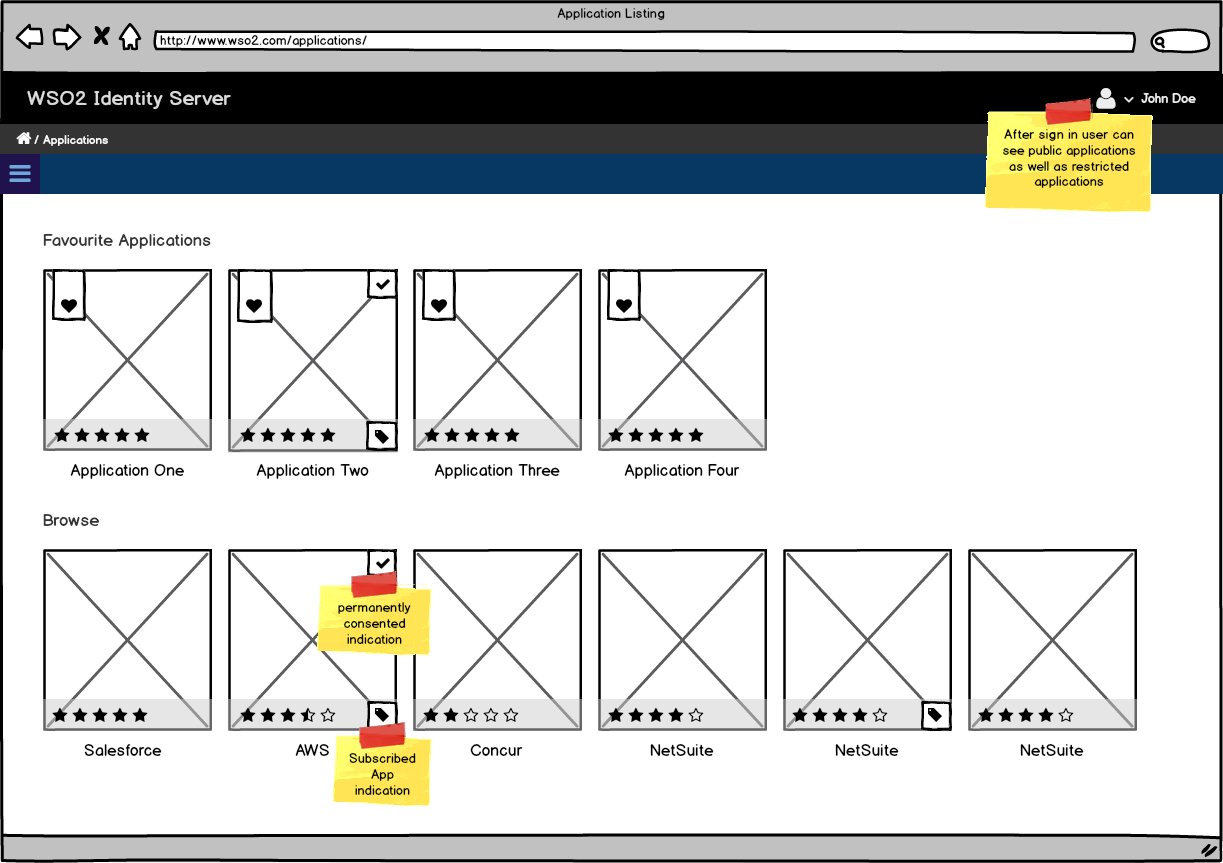 Application Listing
http://www.wso2.com/applications/
WSO2 Identity Server
John Doe
/ Applications
After sign in user can
see public applications
as well as restricted
applications
Favourite Applications
Application One
Application Two
Application Three
Application Four
Browse
permanently
consented
indication
Salesforce
AWS
Concur
NetSuite
NetSuite
NetSuite
Subscribed
App
indication